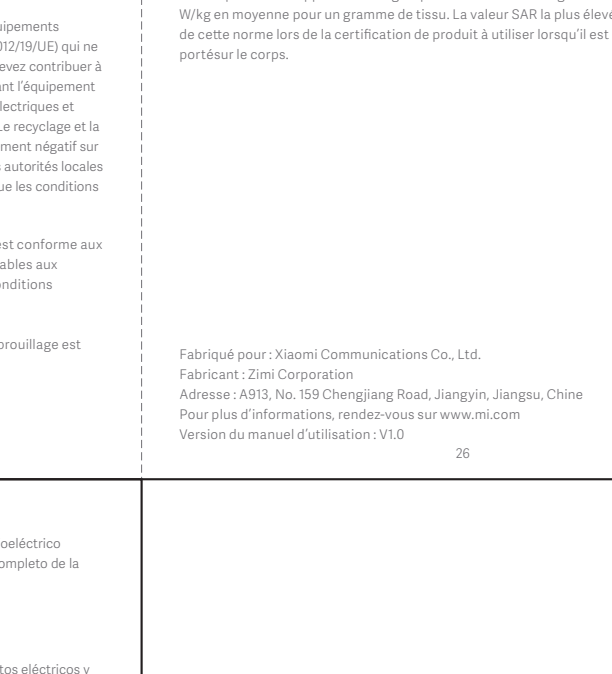 uipements
012/19/UE) qui ne
evez contribuer à
ant l'équipement
lectriques et
Le recyclage et la
ment négatif sur
s autorités locales
ue les conditions
est conforme aux
ables aux
onditions
brouillage est
W/kg en moyenne pour un gramme de tissu. La valeur SAR la plus élevé
de cette norme lors de la certification de produit à utiliser lorsqu'il est
portésur le corps.
Fabriqué pour : Xiaomi Communications Co., Ltd.
Fabricant : Zimi Corporation
Adresse : A913, No. 159 Chengjiang Road, Jiangyin, Jiangsu, Chine
Pour plus d'informations, rendez-vous sur www.mi.com
Version du manuel d'utilisation : V1.0
26
oeléctrico
ompleto de la
tos eléctricos y